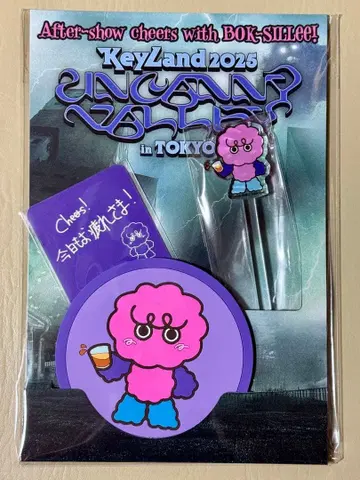 After-show cheers with BOK-SILLee!
KeyLand 2025
UNCANNY
VALLEY
in TOKYO
Cheers!
今日もお疲れさま!